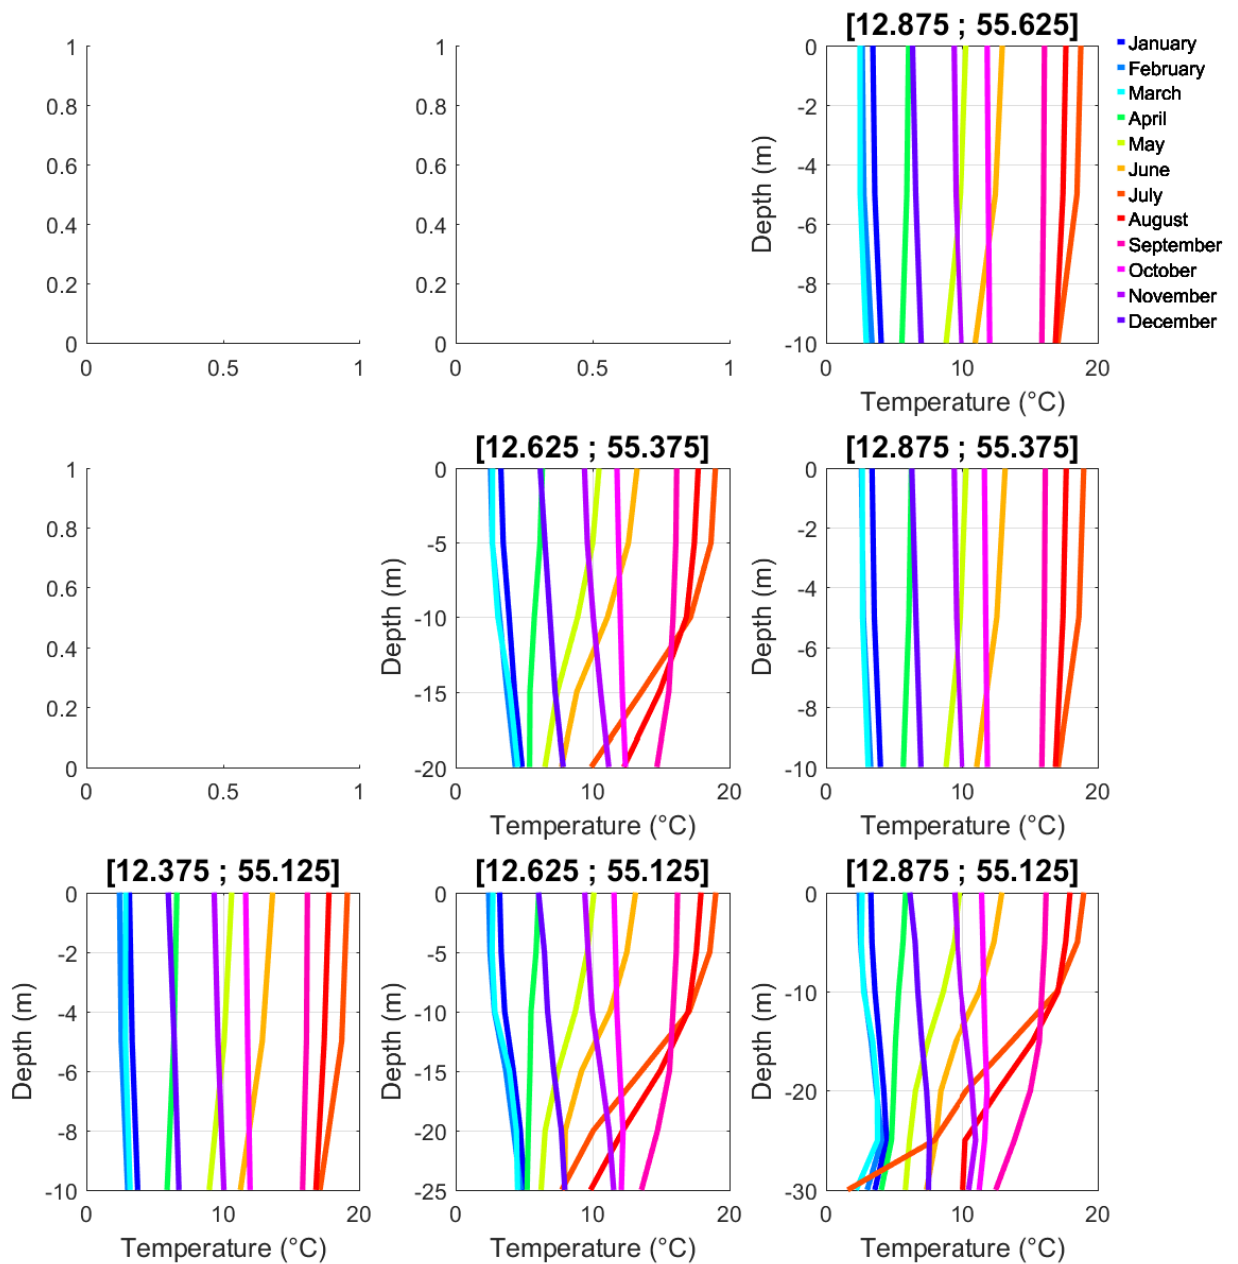 [12.875 ; 55.625]
1
0.8
0.6
0.4
0.2
0
0 0.5 1
1
0.8
0.6
0.4
0.2
0
0 0.5 1
0
-2
-4
-6
-8
-10
Depth (m)
0 10 20
Temperature (°C)
January
February
March
April
May
June
July
August
September
October
November
December
1
0.8
0.6
0.4
0.2
0
0 0.5 1
[12.625 ; 55.375]
0
-5
-10
-15
-20
Depth (m)
0 10 20
Temperature (°C)
[12.875 ; 55.375]
0
-2
-4
-6
-8
-10
Depth (m)
0 10 20
Temperature (°C)
[12.375 ; 55.125]
0
-2
-4
-6
-8
-10
Depth (m)
0 10 20
Temperature (°C)
[12.625 ; 55.125]
0
-5
-10
-15
-20
-25
Depth (m)
0 10 20
Temperature (°C)
[12.875 ; 55.125]
0
-10
-20
-30
Depth (m)
0 10 20
Temperature (°C)